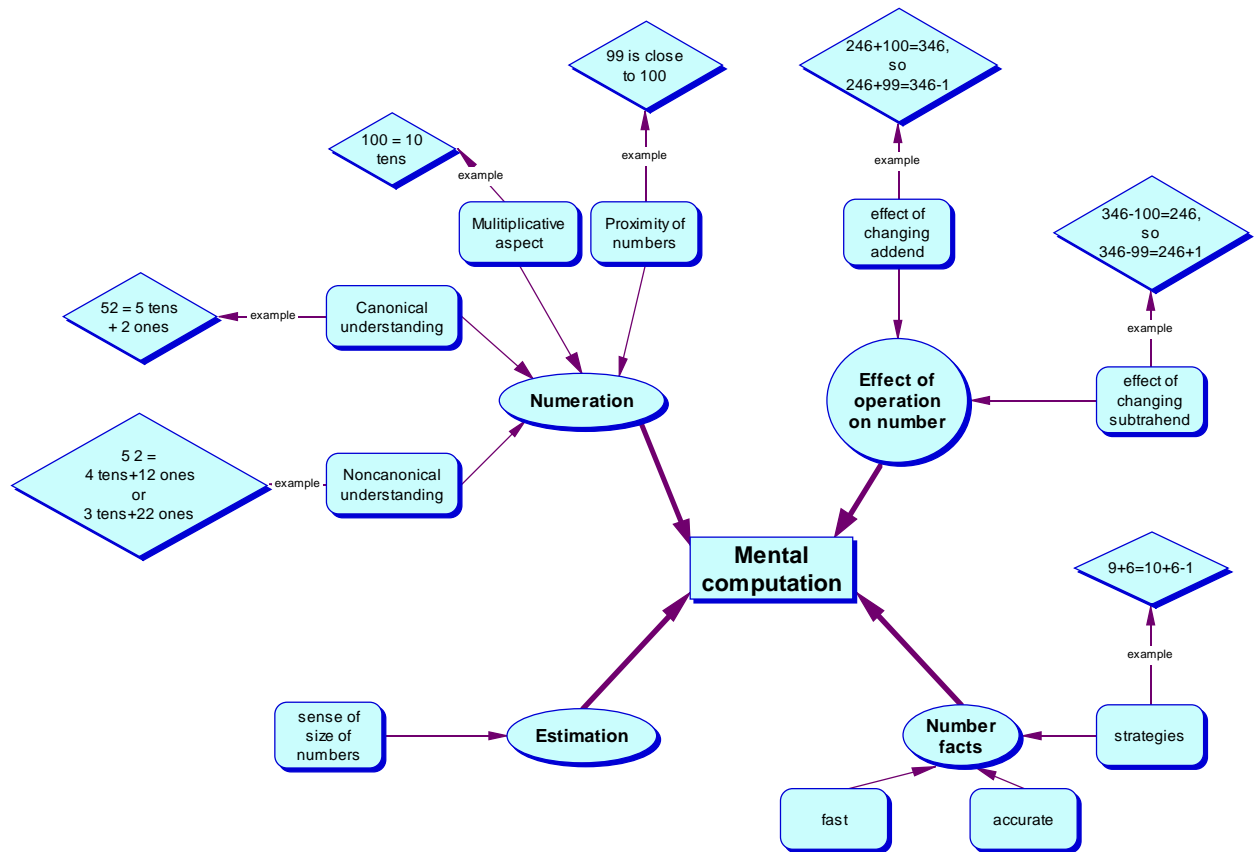 246+100=346,
so
246+99=346-1
99 is close
to 100
100 = 10
tens
example
example
example
Mulitiplicative
aspect
Proximity of
numbers
effect of
changing
addend
346-100=246,
so
346-99=246+1
52 = 5 tens
+ 2 ones
example
Canonical
understanding
example
Numeration
Effect of
operation
on number
effect of
changing
subtrahend
5 2 =
4 tens+12 ones
or
3 tens+22 ones
example
Noncanonical
understanding
Mental
computation
9+6=10+6-1
example
sense of
size of
numbers
Estimation
Number
facts
strategies
fast
accurate